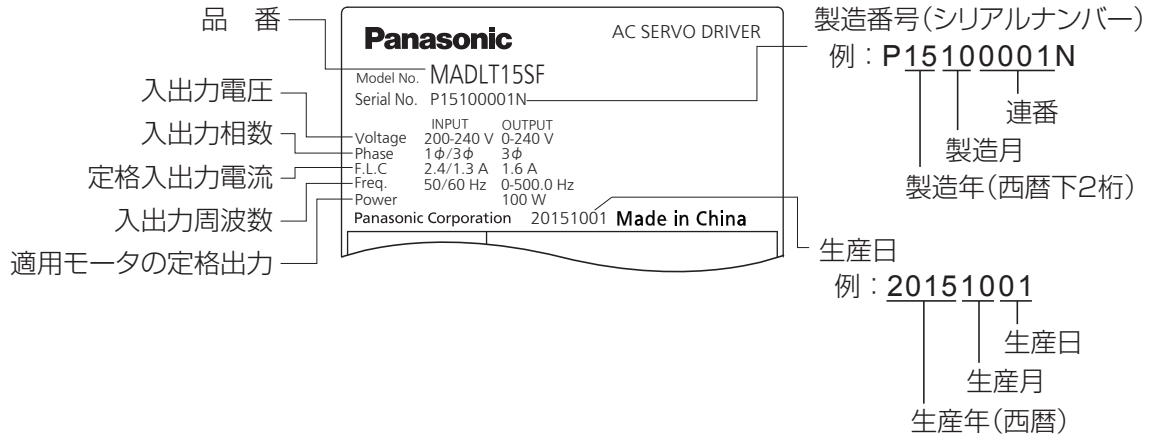 品 番
入出力電圧
入出力相数
定格入出力電流
入出力周波数
適用モータの定格出力
Panasonic AC SERVO DRIVER
Model No. MADLT15SF
Serial No. P15100001N
INPUT OUTPUT
Voltage 200-240 V 0-240 V
Phase 1ϕ/3ϕ 3ϕ
F.L.C 2.4/1.3 A 1.6 A
Freq. 50/60 Hz 0-500.0 Hz
Power 100 W
Panasonic Corporation 20151001 Made in China
製造番号(シリアルナンバー)
例:P15100001N
連番
製造月
製造年(西暦下2桁)
生産日
例:20151001
生産日
生産月
生産年(西暦)